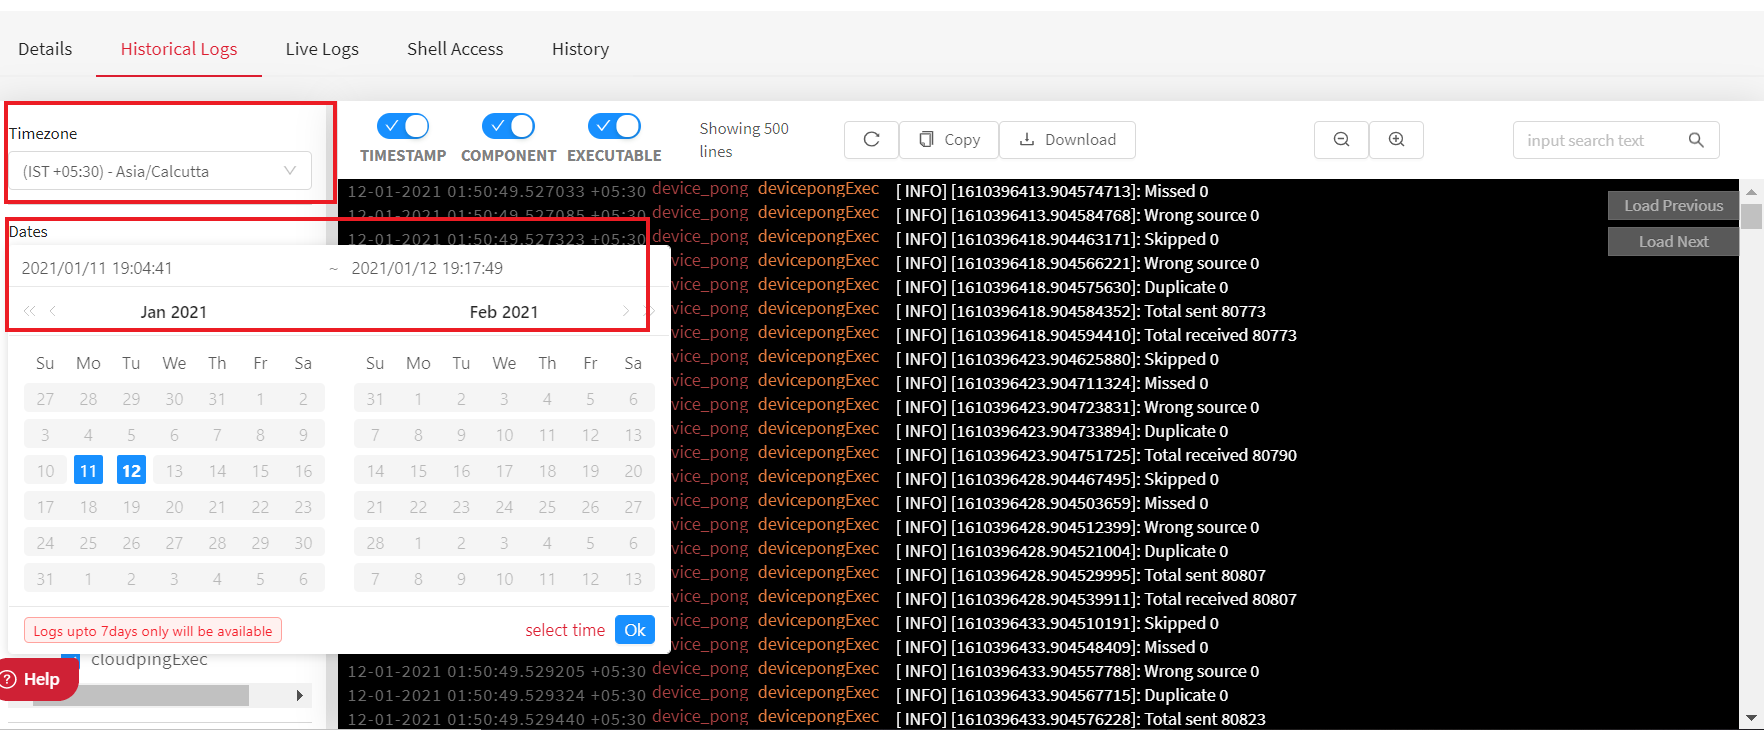 Details Historical Logs Live Logs Shell Access History
Timezone
(IST +05:30) - Asia/Calcutta
TIMESTAMP COMPONENT EXECUTABLE
Showing 500
lines
Copy Download
input search text
Load Previous
Load Next
Dates
2021/01/11 19:04:41 ~ 2021/01/12 19:17:49
« < Jan 2021 Feb 2021 > »
Su Mo Tu We Th Fr Sa Su Mo Tu We Th Fr Sa
27 28 29 30 31 1 2 31 1 2 3 4 5 6
3 4 5 6 7 8 9 7 8 9 10 11 12 13
10 11 12 13 14 15 16 14 15 16 17 18 19 20
17 18 19 20 21 22 23 21 22 23 24 25 26 27
24 25 26 27 28 29 30 28 1 2 3 4 5 6
31 1 2 3 4 5 6 7 8 9 10 11 12 13
Logs upto 7days only will be available select time Ok
cloudpingExec
? Help
12-01-2021 01:50:49.527033 +05:30 device_pong devicepongExec [ INFO] [1610396413.904574713]: Missed 0
12-01-2021 01:50:49.527085 +05:30 device_pong devicepongExec [ INFO] [1610396413.904584768]: Wrong source 0
12-01-2021 01:50:49.527323 +05:30 device_pong devicepongExec [ INFO] [1610396418.904463171]: Skipped 0
vice_pong devicepongExec [ INFO] [1610396418.904566221]: Wrong source 0
vice_pong devicepongExec [ INFO] [1610396418.904575630]: Duplicate 0
vice_pong devicepongExec [ INFO] [1610396418.904584352]: Total sent 80773
vice_pong devicepongExec [ INFO] [1610396418.904594410]: Total received 80773
vice_pong devicepongExec [ INFO] [1610396423.904625880]: Skipped 0
vice_pong devicepongExec [ INFO] [1610396423.904711324]: Missed 0
vice_pong devicepongExec [ INFO] [1610396423.904723831]: Wrong source 0
vice_pong devicepongExec [ INFO] [1610396423.904733894]: Duplicate 0
vice_pong devicepongExec [ INFO] [1610396423.904751725]: Total received 80790
vice_pong devicepongExec [ INFO] [1610396428.904467495]: Skipped 0
vice_pong devicepongExec [ INFO] [1610396428.904503659]: Missed 0
vice_pong devicepongExec [ INFO] [1610396428.904512399]: Wrong source 0
vice_pong devicepongExec [ INFO] [1610396428.904521004]: Duplicate 0
vice_pong devicepongExec [ INFO] [1610396428.904529995]: Total sent 80807
vice_pong devicepongExec [ INFO] [1610396428.904539911]: Total received 80807
vice_pong devicepongExec [ INFO] [1610396433.904510191]: Skipped 0
vice_pong devicepongExec [ INFO] [1610396433.904548409]: Missed 0
12-01-2021 01:50:49.529205 +05:30 device_pong devicepongExec [ INFO] [1610396433.904557788]: Wrong source 0
12-01-2021 01:50:49.529324 +05:30 device_pong devicepongExec [ INFO] [1610396433.904567715]: Duplicate 0
12-01-2021 01:50:49.529440 +05:30 device_pong devicepongExec [ INFO] [1610396433.904576228]: Total sent 80823